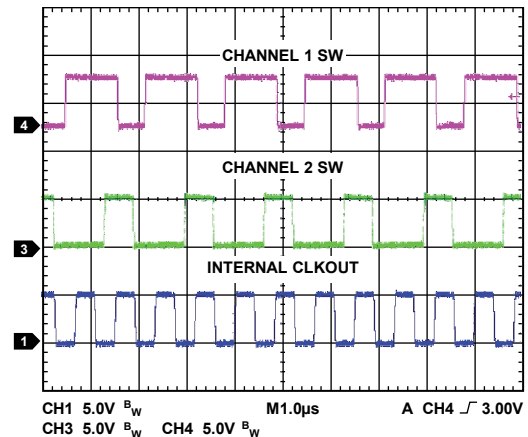 CHANNEL 1 SW
4
CHANNEL 2 SW
3
INTERNAL CLKOUT
1
CH1 5.0V BW M1.0µs A CH4 3.00V
CH3 5.0V BW CH4 5.0V BW